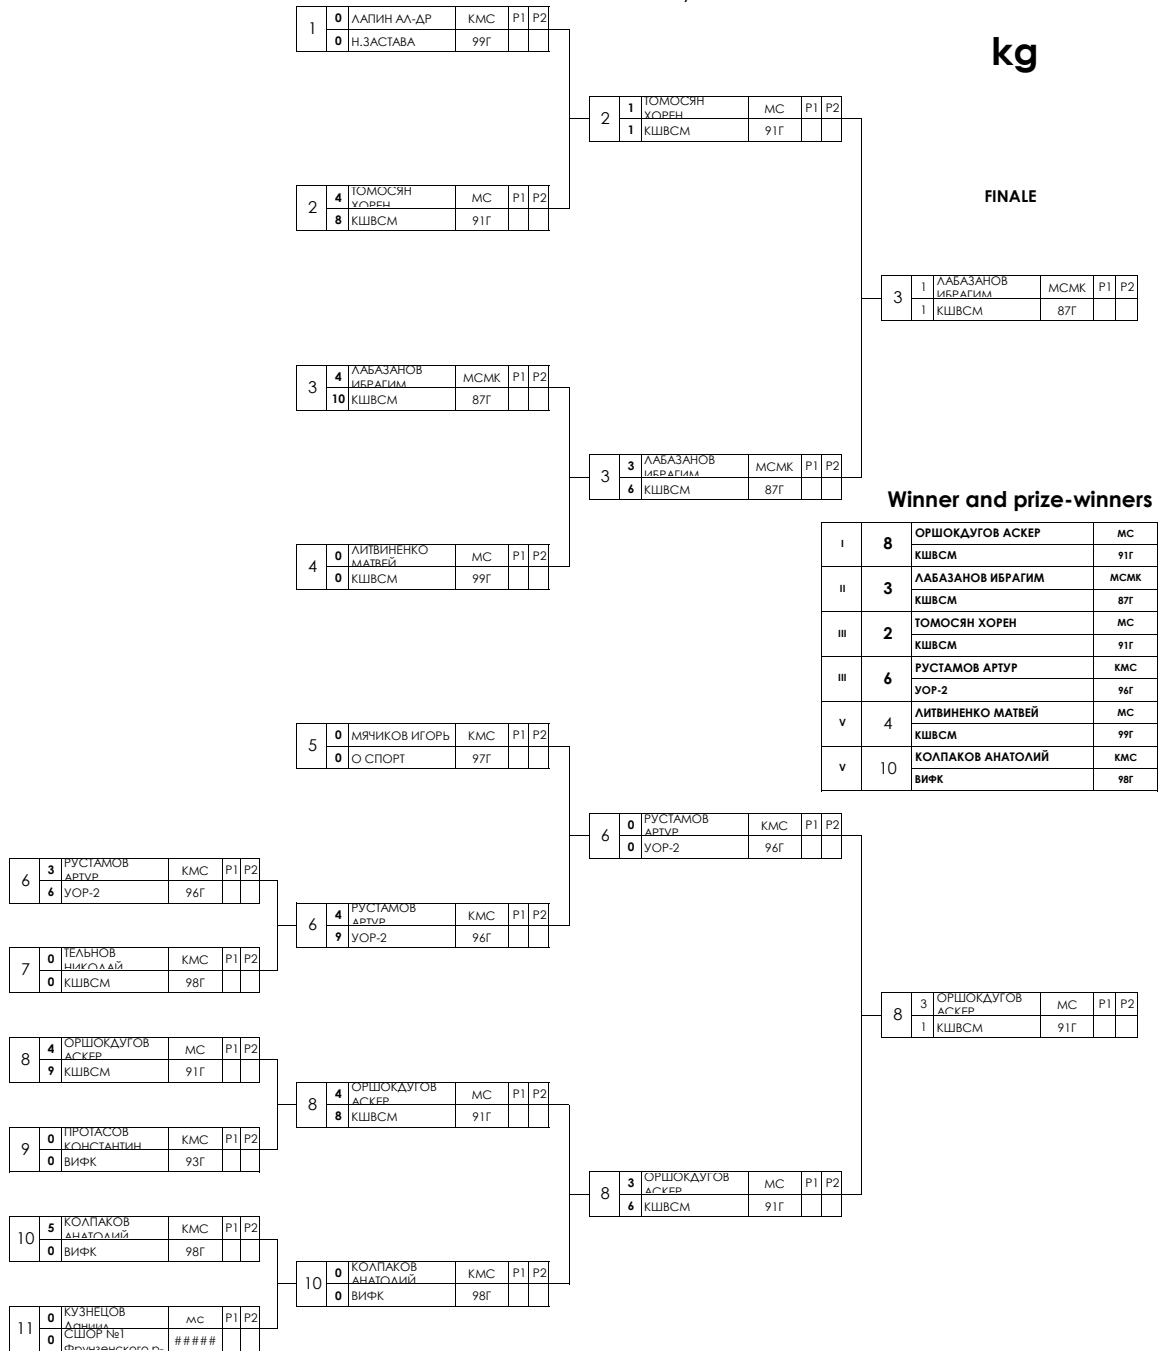 1 0 ЛАПИН АЛ-ДР КМС P1 P2
0 Н.ЗАСТАВА 99Г
kg
2 1 ТОМОСЯН ХОРЕН МС P1 P2
1 КШВСМ 91Г
2 4 ТОМОСЯН ХОРЕН МС P1 P2
8 КШВСМ 91Г
FINALE
3 1 ЛАБАЗАНОВ ИБРАГИМ МСМК P1 P2
1 КШВСМ 87Г
3 4 ЛАБАЗАНОВ ИБРАГИМ МСМК P1 P2
10 КШВСМ 87Г
3 3 ЛАБАЗАНОВ ИБРАГИМ МСМК P1 P2
6 КШВСМ 87Г
4 0 ЛИТВИНЕНКО МАТВЕЙ МС P1 P2
0 КШВСМ 99Г
Winner and prize-winners
I 8 ОРШОКДУГОВ АСКЕР МС
КШВСМ 91Г
II 3 ЛАБАЗАНОВ ИБРАГИМ МСМК
КШВСМ 87Г
III 2 ТОМОСЯН ХОРЕН МС
КШВСМ 91Г
III 6 РУСТАМОВ АРТУР КМС
УОР-2 96Г
V 4 ЛИТВИНЕНКО МАТВЕЙ МС
КШВСМ 99Г
V 10 КОЛПАКОВ АНАТОЛИЙ КМС
ВИФК 98Г
5 0 МЯЧИКОВ ИГОРЬ КМС P1 P2
0 О СПОРТ 97Г
6 0 РУСТАМОВ АРТУР КМС P1 P2
0 УОР-2 96Г
6 3 РУСТАМОВ АРТУР КМС P1 P2
6 УОР-2 96Г
6 4 РУСТАМОВ АРТУР КМС P1 P2
9 УОР-2 96Г
7 0 ТЕЛЬНОВ НИКОЛАЙ КМС P1 P2
0 КШВСМ 98Г
8 3 ОРШОКДУГОВ АСКЕР МС P1 P2
1 КШВСМ 91Г
8 4 ОРШОКДУГОВ АСКЕР МС P1 P2
9 КШВСМ 91Г
8 4 ОРШОКДУГОВ АСКЕР МС P1 P2
8 КШВСМ 91Г
9 0 ПРОТАСОВ КОНСТАНТИН КМС P1 P2
0 ВИФК 93Г
8 3 ОРШОКДУГОВ АСКЕР МС P1 P2
6 КШВСМ 91Г
10 5 КОЛПАКОВ АНАТОЛИЙ КМС P1 P2
0 ВИФК 98Г
10 0 КОЛПАКОВ АНАТОЛИЙ КМС P1 P2
0 ВИФК 98Г
11 0 КУЗНЕЦОВ Даниил мс P1 P2
0 СШОР №1 Фрунзенского р- #####